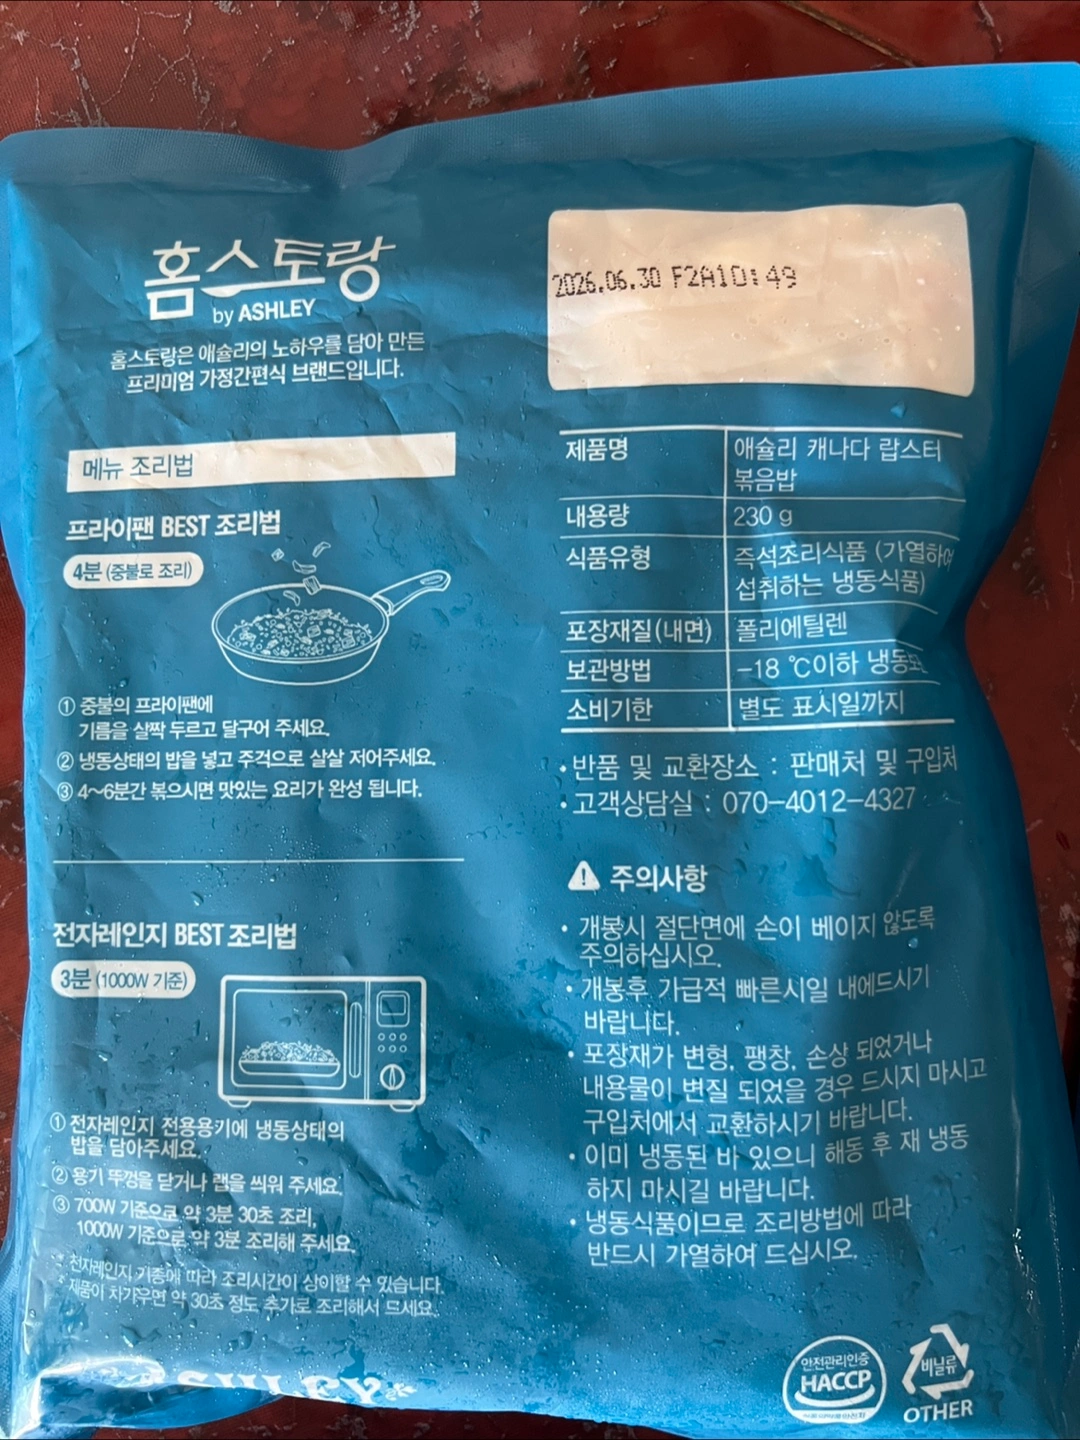 홈스토랑
by ASHLEY
홈스토랑은 애슐리의 노하우를 담아 만든
프리미엄 가정간편식 브랜드입니다.
메뉴 조리법
프라이팬 BEST 조리법
4분 (중불로 조리)
① 중불의 프라이팬에
기름을 살짝 두르고 달구어 주세요.
② 냉동상태의 밥을 넣고 주걱으로 살살 저어주세요.
③ 4~6분간 볶으시면 맛있는 요리가 완성 됩니다.
전자레인지 BEST 조리법
3분 (1000W 기준)
① 전자레인지 전용용키에 냉동상태의
밥을 담아주세요.
② 용기 뚜껑을 닫거나 랩을 씌워 주세요.
③ 700W 기준으로 약 3분 30초 조리,
1000W 기준으로 약 3분 조리해 주세요.
* 전자레인지 기종에 따라 조리시간이 상이할 수 있습니다.
* 제품이 차가우면 약 30초 정도 추가로 조리해서 드세요.
2026.06.30 F2A10:49
제품명 애슐리 캐나다 랍스터
볶음밥
내용량 230 g
식품유형 즉석조리식품 (가열하여
섭취하는 냉동식품)
포장재질(내면) 폴리에틸렌
보관방법 -18 ℃이하 냉동보
소비기한 별도 표시일까지
• 반품 및 교환장소 : 판매처 및 구입처
• 고객상담실 : 070-4012-4327
주의사항
• 개봉시 절단면에 손이 베이지 않도록
주의하십시오.
• 개봉후 가급적 빠른시일 내에드시기
바랍니다.
• 포장재가 변형, 팽창, 손상 되었거나
내용물이 변질 되었을 경우 드시지 마시고
구입처에서 교환하시기 바랍니다.
• 이미 냉동된 바 있으니 해동 후 재 냉동
하지 마시길 바랍니다.
• 냉동식품이므로 조리방법에 따라
반드시 가열하여 드십시오.
안전관리인증
HACCP
식품의약품안전처
비닐류
OTHER